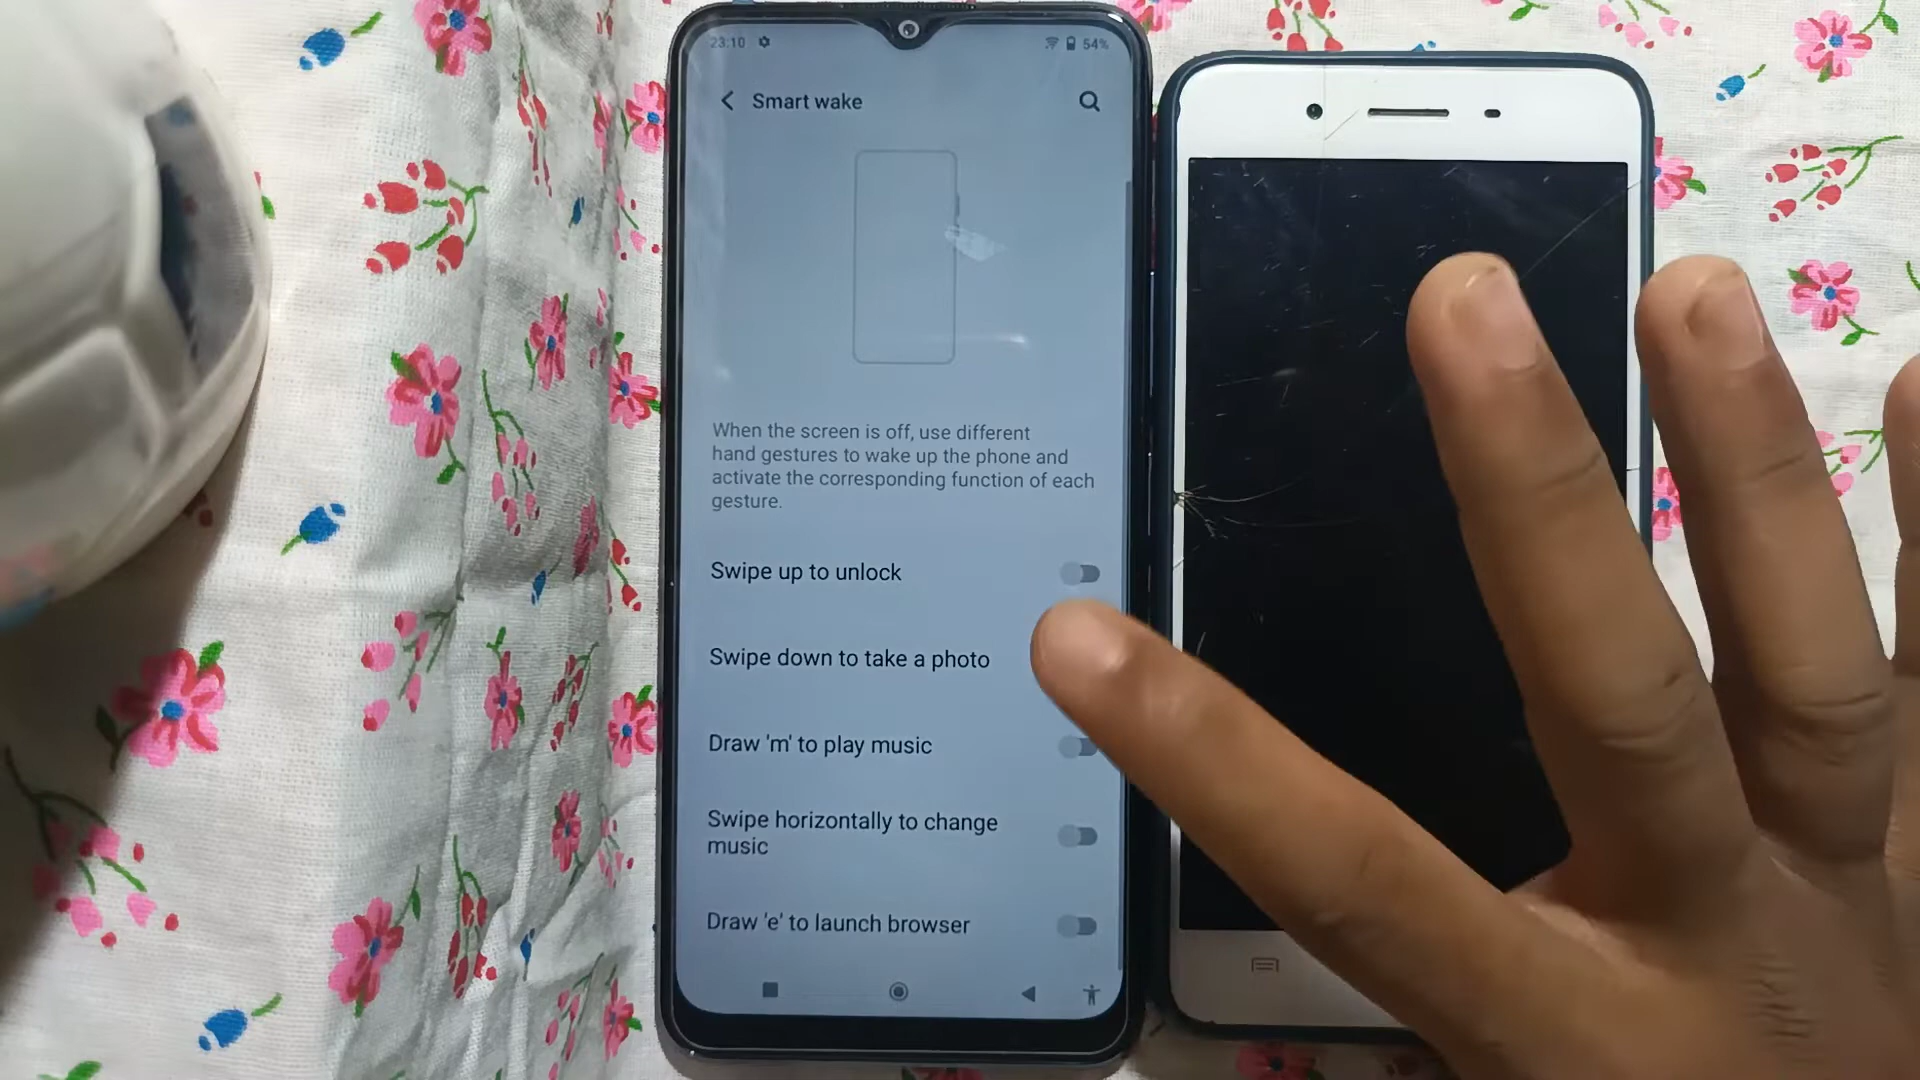 23:10
54%
Smart wake
When the screen is off, use different
hand gestures to wake up the phone and
activate the corresponding function of each
gesture.
Swipe up to unlock
Swipe down to take a photo
Draw 'm' to play music
Swipe horizontally to change
music
Draw 'e' to launch browser